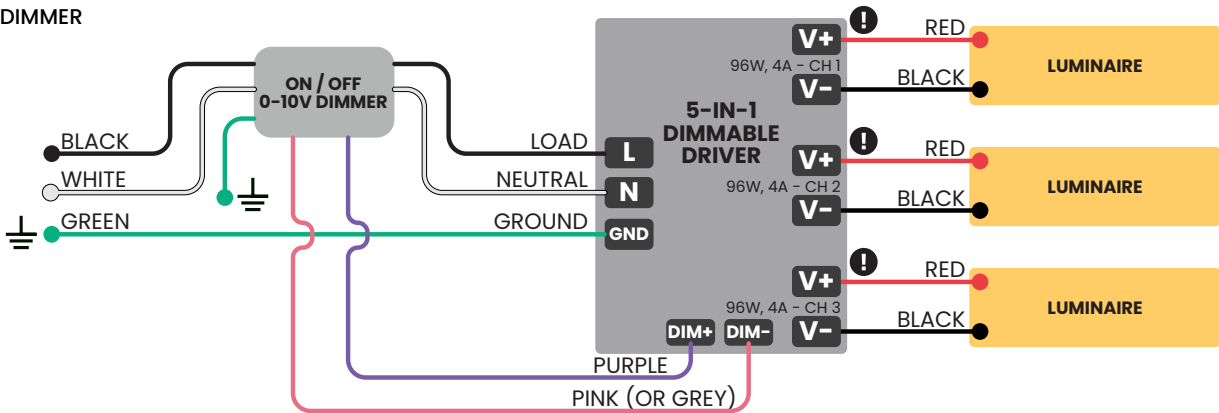 DIMMER
ON / OFF
0-10V DIMMER
BLACK
WHITE
GREEN
LOAD
NEUTRAL
GROUND
L
N
GND
5-IN-1
DIMMABLE
DRIVER
V+
96W, 4A - CH 1
V-
V+
96W, 4A - CH 2
V-
V+
96W, 4A - CH 3
V-
DIM+
DIM-
!
RED
BLACK
LUMINAIRE
!
RED
BLACK
LUMINAIRE
!
RED
BLACK
LUMINAIRE
PURPLE
PINK (OR GREY)